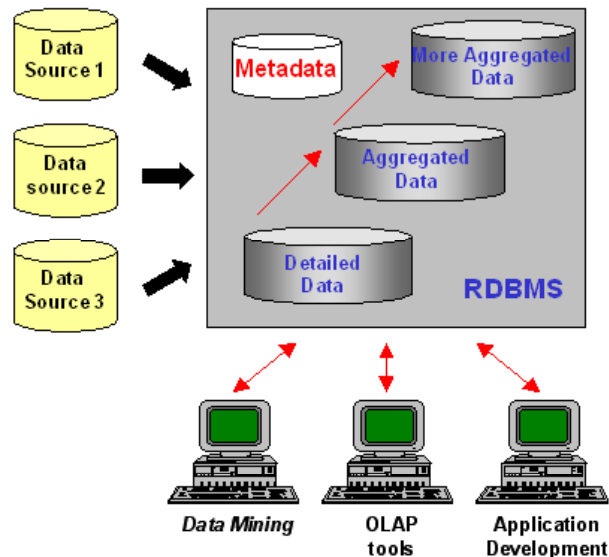 Data
Source 1
Data
source 2
Data
Source 3
Metadata
More Aggregated
Data
Aggregated
Data
Detailed
Data
RDBMS
Data Mining
OLAP
tools
Application
Development